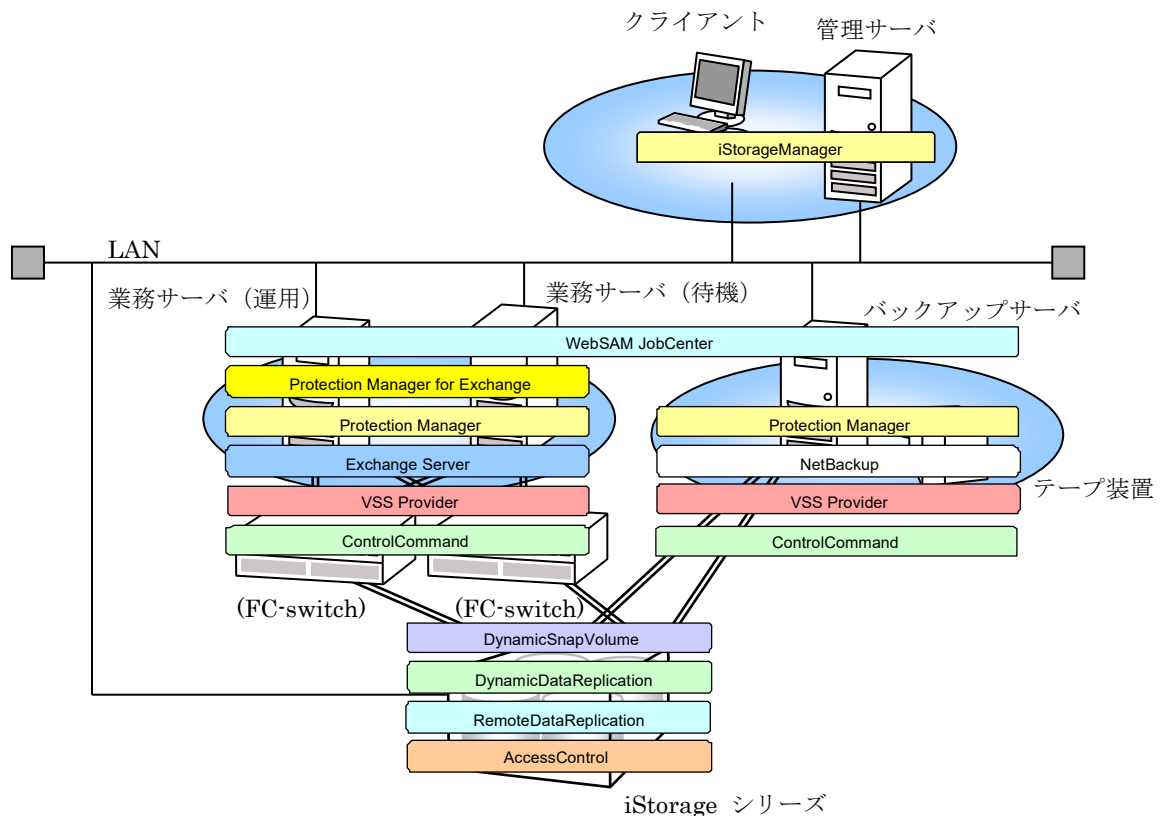 クライアント
管理サーバ
iStorageManager
LAN
業務サーバ（運用）
業務サーバ（待機）
バックアップサーバ
WebSAM JobCenter
Protection Manager for Exchange
Protection Manager
Protection Manager
Exchange Server
NetBackup
テープ装置
VSS Provider
VSS Provider
ControlCommand
ControlCommand
(FC-switch)
(FC-switch)
DynamicSnapVolume
DynamicDataReplication
RemoteDataReplication
AccessControl
iStorage シリーズ